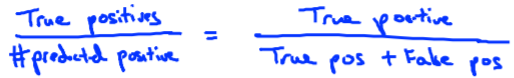 True positives / #predicted positive = True positive / True pos + False pos